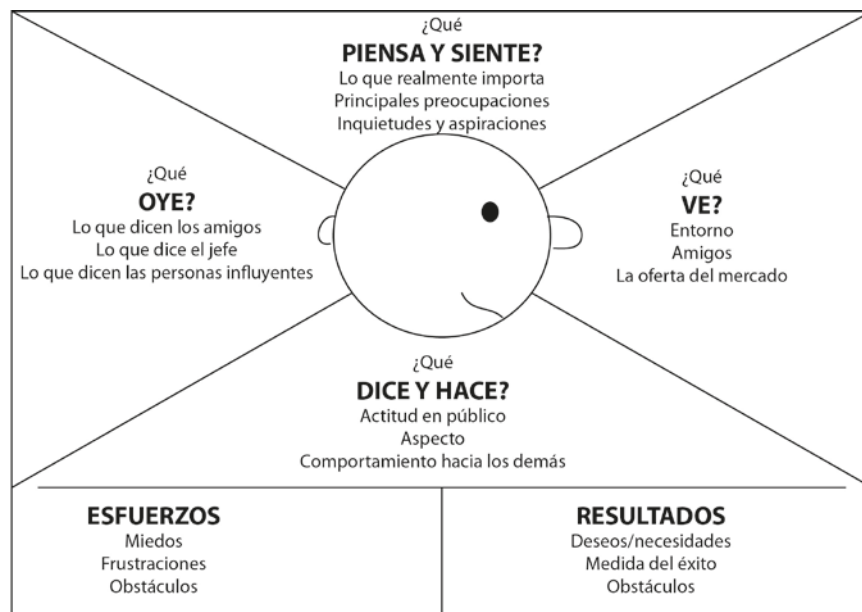 ¿Qué
PIENSA Y SIENTE?
Lo que realmente importa
Principales preocupaciones
Inquietudes y aspiraciones
¿Qué
OYE?
Lo que dicen los amigos
Lo que dice el jefe
Lo que dicen las personas influyentes
¿Qué
VE?
Entorno
Amigos
La oferta del mercado
¿Qué
DICE Y HACE?
Actitud en público
Aspecto
Comportamiento hacia los demás
ESFUERZOS
Miedos
Frustraciones
Obstáculos
RESULTADOS
Deseos/necesidades
Medida del éxito
Obstáculos